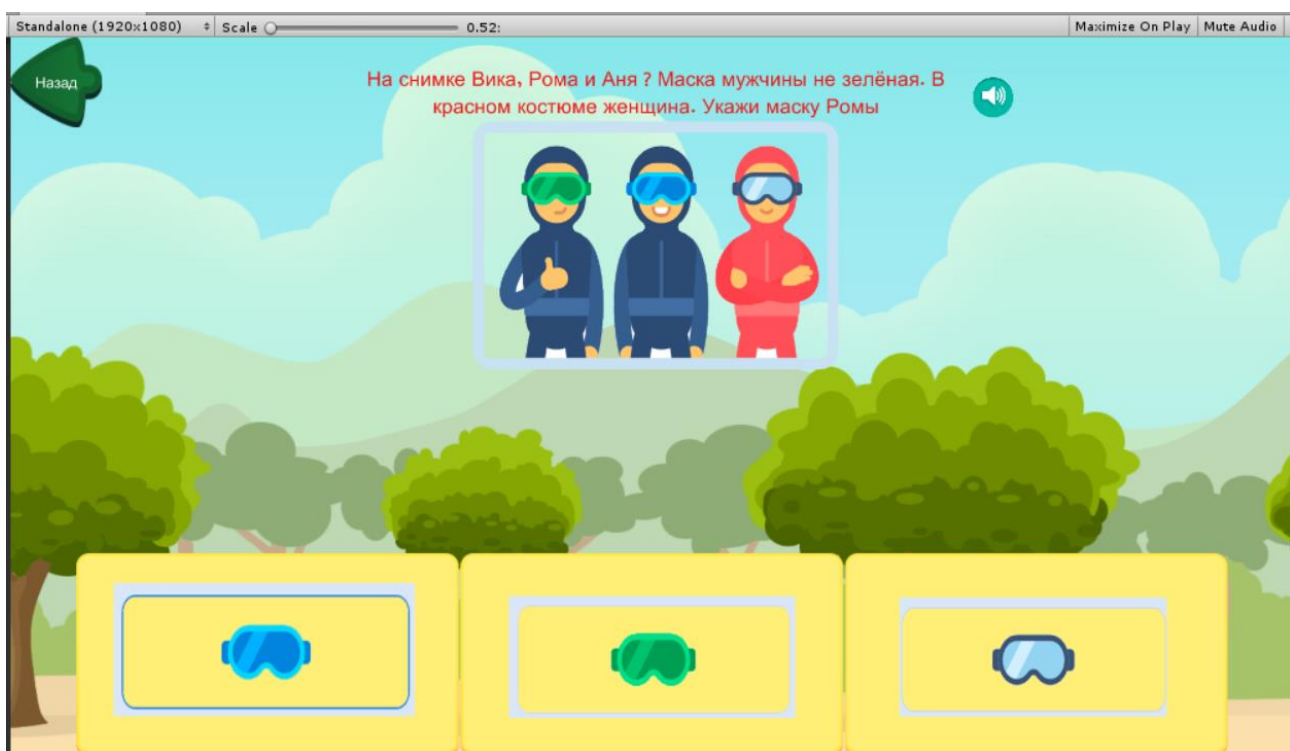 Standalone (1920x1080) Scale 0.52: Maximize On Play Mute Audio
Назад
На снимке Вика, Рома и Аня ? Маска мужчины не зелёная. В
красном костюме женщина. Укажи маску Ромы